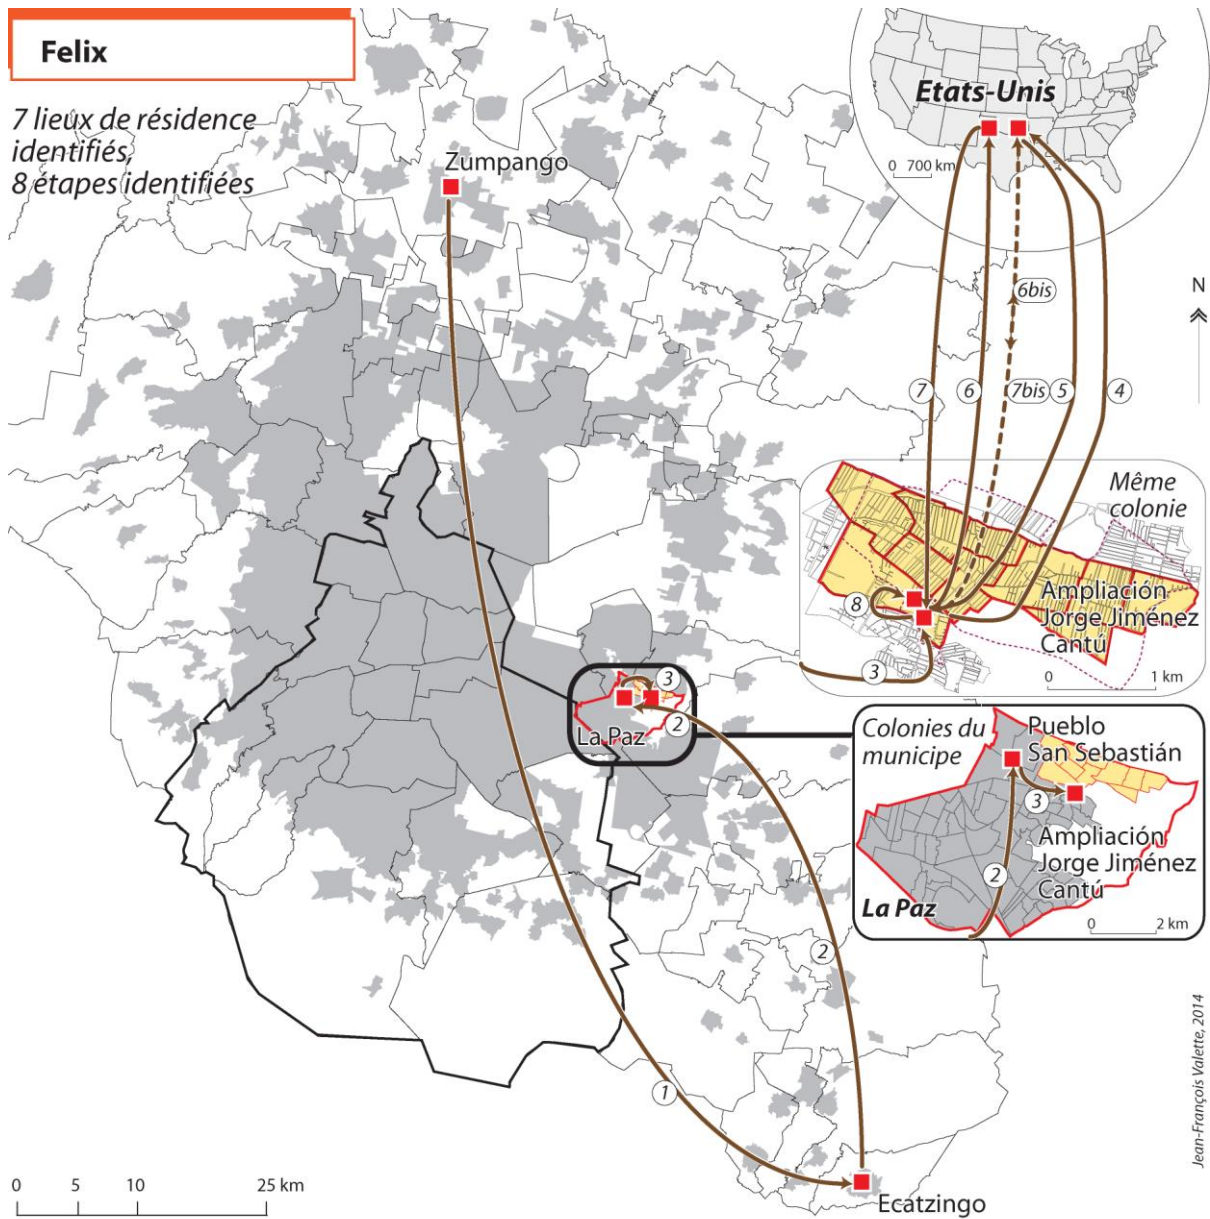 Felix
7 lieux de résidence
identifiés,
8 étapes identifiées
Zumpango
Etats-Unis
0 700 km
N
6bis
7
6
7bis
5
4
Même
colonie
Ampliación
Jorge Jiménez
Cantú
8
3
0 1 km
3
2
La Paz
Colonies du
municipe
Pueblo
San Sebastián
3
Ampliación
Jorge Jiménez
Cantú
2
La Paz
0 2 km
2
1
Ecatzingo
0 5 10 25 km
Jean-François Valette, 2014